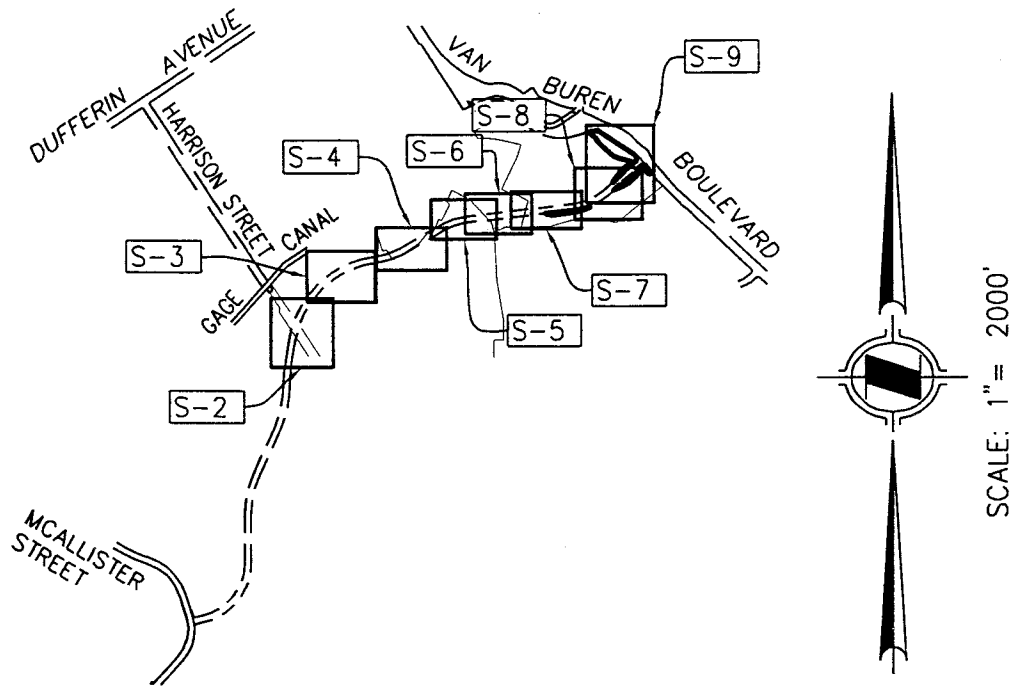 DUFFERIN AVENUE
HARRISON STREET
GAGE CANAL
VAN BUREN BOULEVARD
S-9
S-8
S-6
S-4
S-3
S-7
S-5
S-2
MCALLISTER
STREET
SCALE: 1"= 2000'